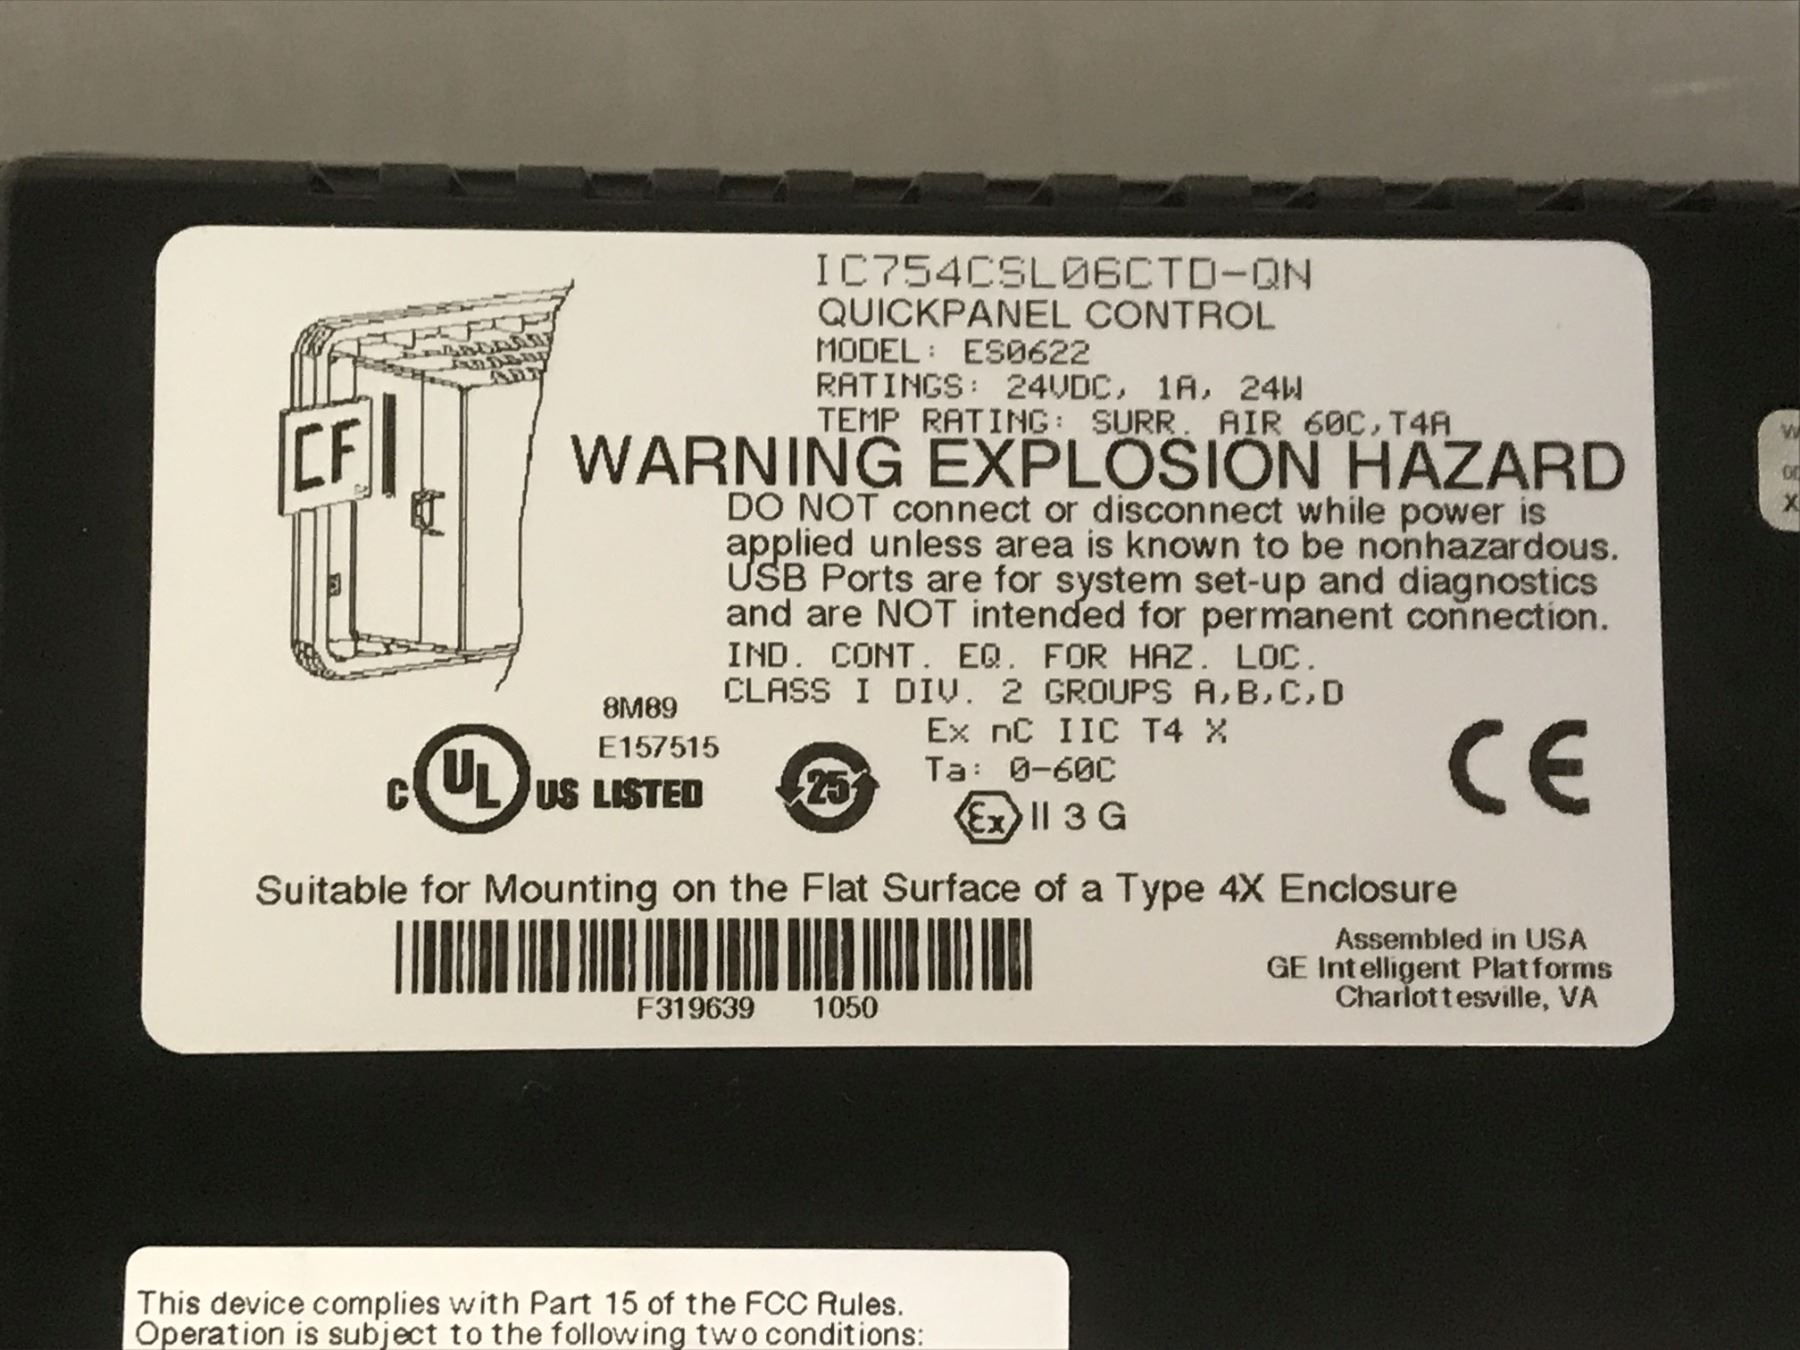 IC754CSL06CTD-QN
QUICKPANEL CONTROL
MODEL: ES0622
RATINGS: 24VDC, 1A, 24W
TEMP RATING: SURR. AIR 60C,T4A
CF
WARNING EXPLOSION HAZARD
DO NOT connect or disconnect while power is
applied unless area is known to be nonhazardous.
USB Ports are for system set-up and diagnostics
and are NOT intended for permanent connection.
IND. CONT. EQ. FOR HAZ. LOC.
CLASS I DIV. 2 GROUPS A,B,C,D
8M89
E157515
C UL US LISTED
25
Ex nC IIC T4 X
Ta: 0-60C
Ex II 3 G
CE
Suitable for Mounting on the Flat Surface of a Type 4X Enclosure
F319639 1050
Assembled in USA
GE Intelligent Platforms
Charlottesville, VA
This device complies with Part 15 of the FCC Rules.
Operation is subject to the following two conditions: